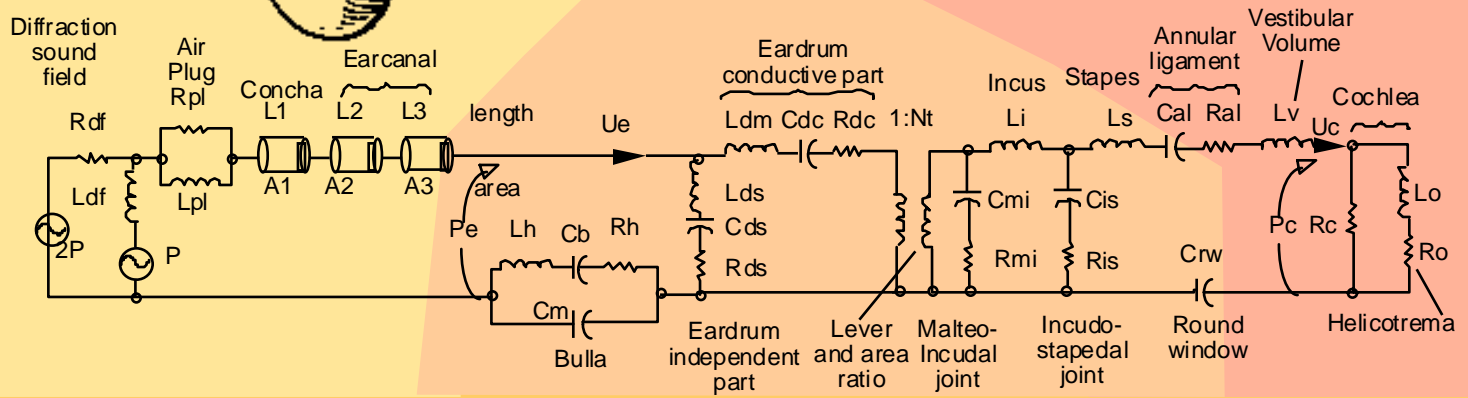 Diffraction
sound
field
Air
Plug
Rpl
Concha
Earcanal
L1
L2
L3
length
Rdf
Ldf
Lpl
A1
A2
A3
area
2P
P
Pe
Ue
Eardrum
conductive part
Ldm
Cdc
Rdc
1:Nt
Lds
Cds
Rds
Lh
Cb
Rh
Cm
Bulla
Eardrum
independent
part
Lever
and area
ratio
Incus
Li
Stapes
Ls
Annular
ligament
Cal
Ral
Vestibular
Volume
Lv
Uc
Cochlea
Cmi
Rmi
Cis
Ris
Crw
Pc
Rc
Lo
Ro
Malteo-
Incudal
joint
Incudo-
stapedal
joint
Round
window
Helicotrema